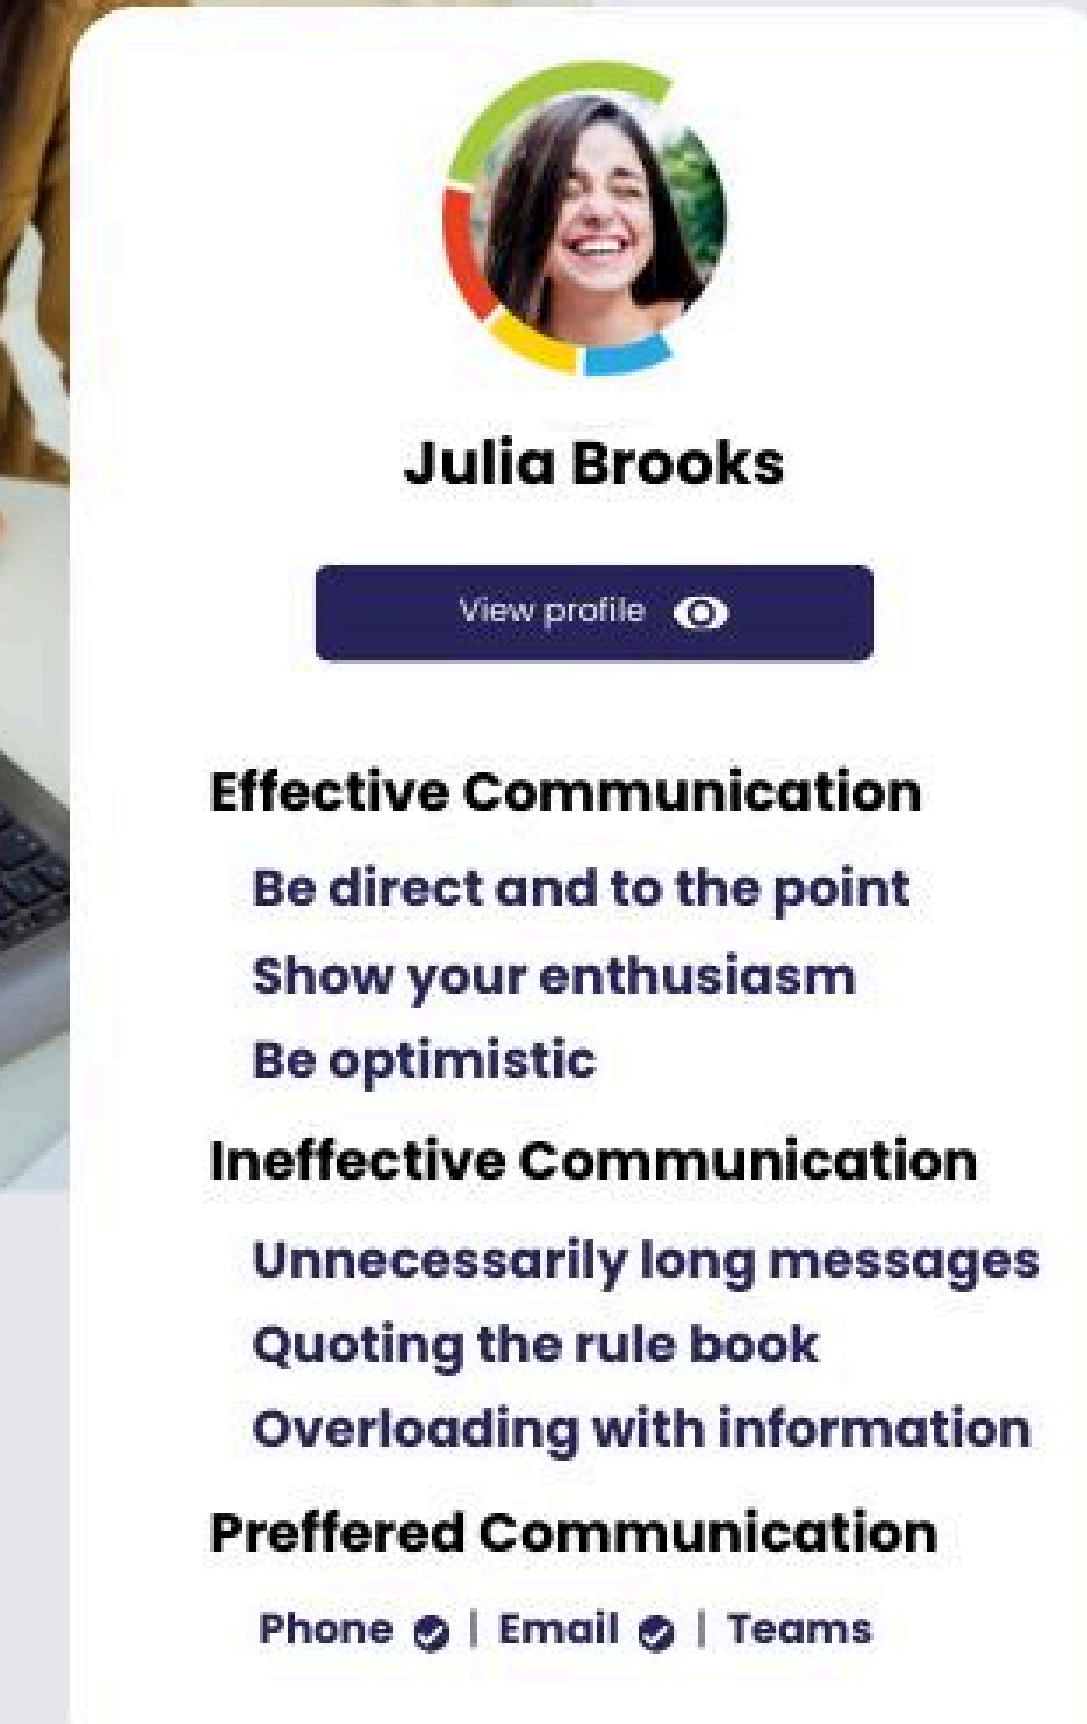 Julia Brooks
View profile
Effective Communication
Be direct and to the point
Show your enthusiasm
Be optimistic
Ineffective Communication
Unnecessarily long messages
Quoting the rule book
Overloading with information
Preffered Communication
Phone | Email | Teams